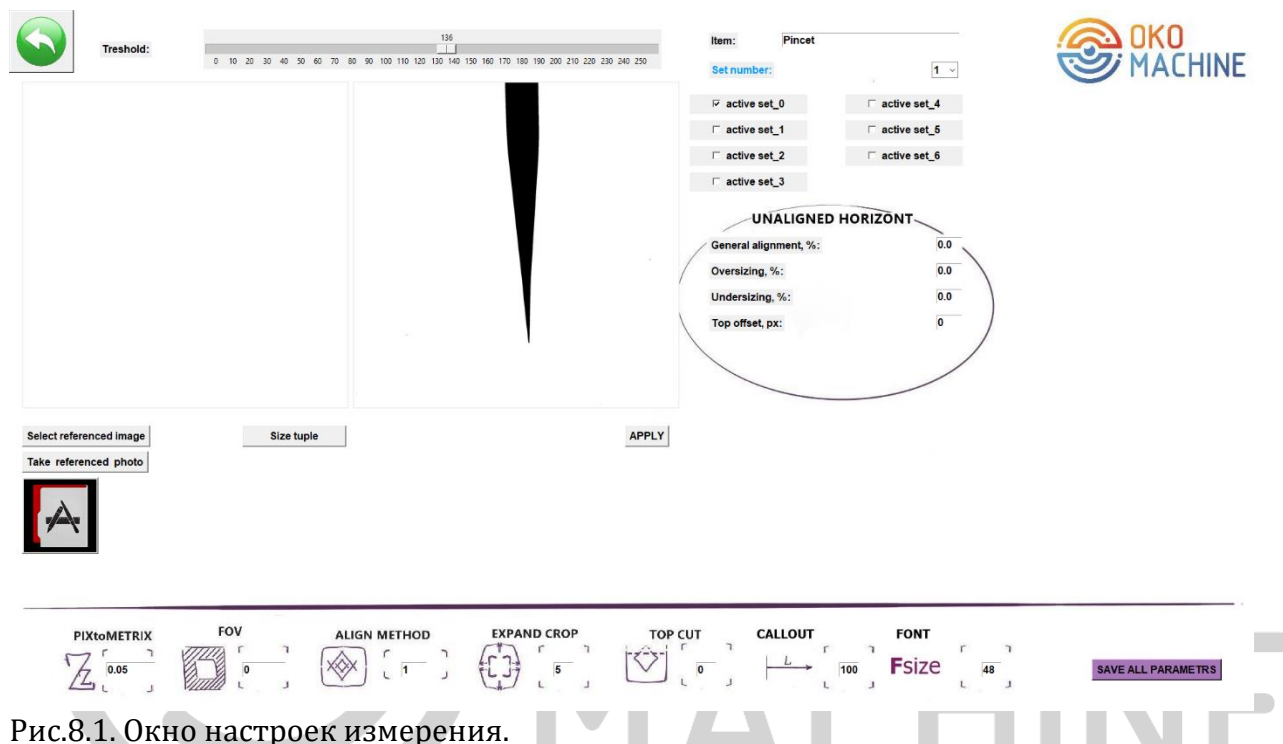 Treshold:
136
0 10 20 30 40 50 60 70 80 90 100 110 120 130 140 150 160 170 180 190 200 210 220 230 240 250
Item: Pincet
Set number: 1
OKO
MACHINE
active set_0 active set_4
active set_1 active set_5
active set_2 active set_6
active set_3
UNALIGNED HORIZONT
General alignment, %: 0.0
Oversizing, %: 0.0
Undersizing, %: 0.0
Top offset, px: 0
Select referenced image Size tuple APPLY
Take referenced photo
PIXtoMETRIX FOV ALIGN METHOD EXPAND CROP TOP CUT CALLOUT FONT
0.05 0 1 5 0 L 100 Fsize 48
SAVE ALL PARAMETRS
Рис.8.1. Окно настроек измерения.